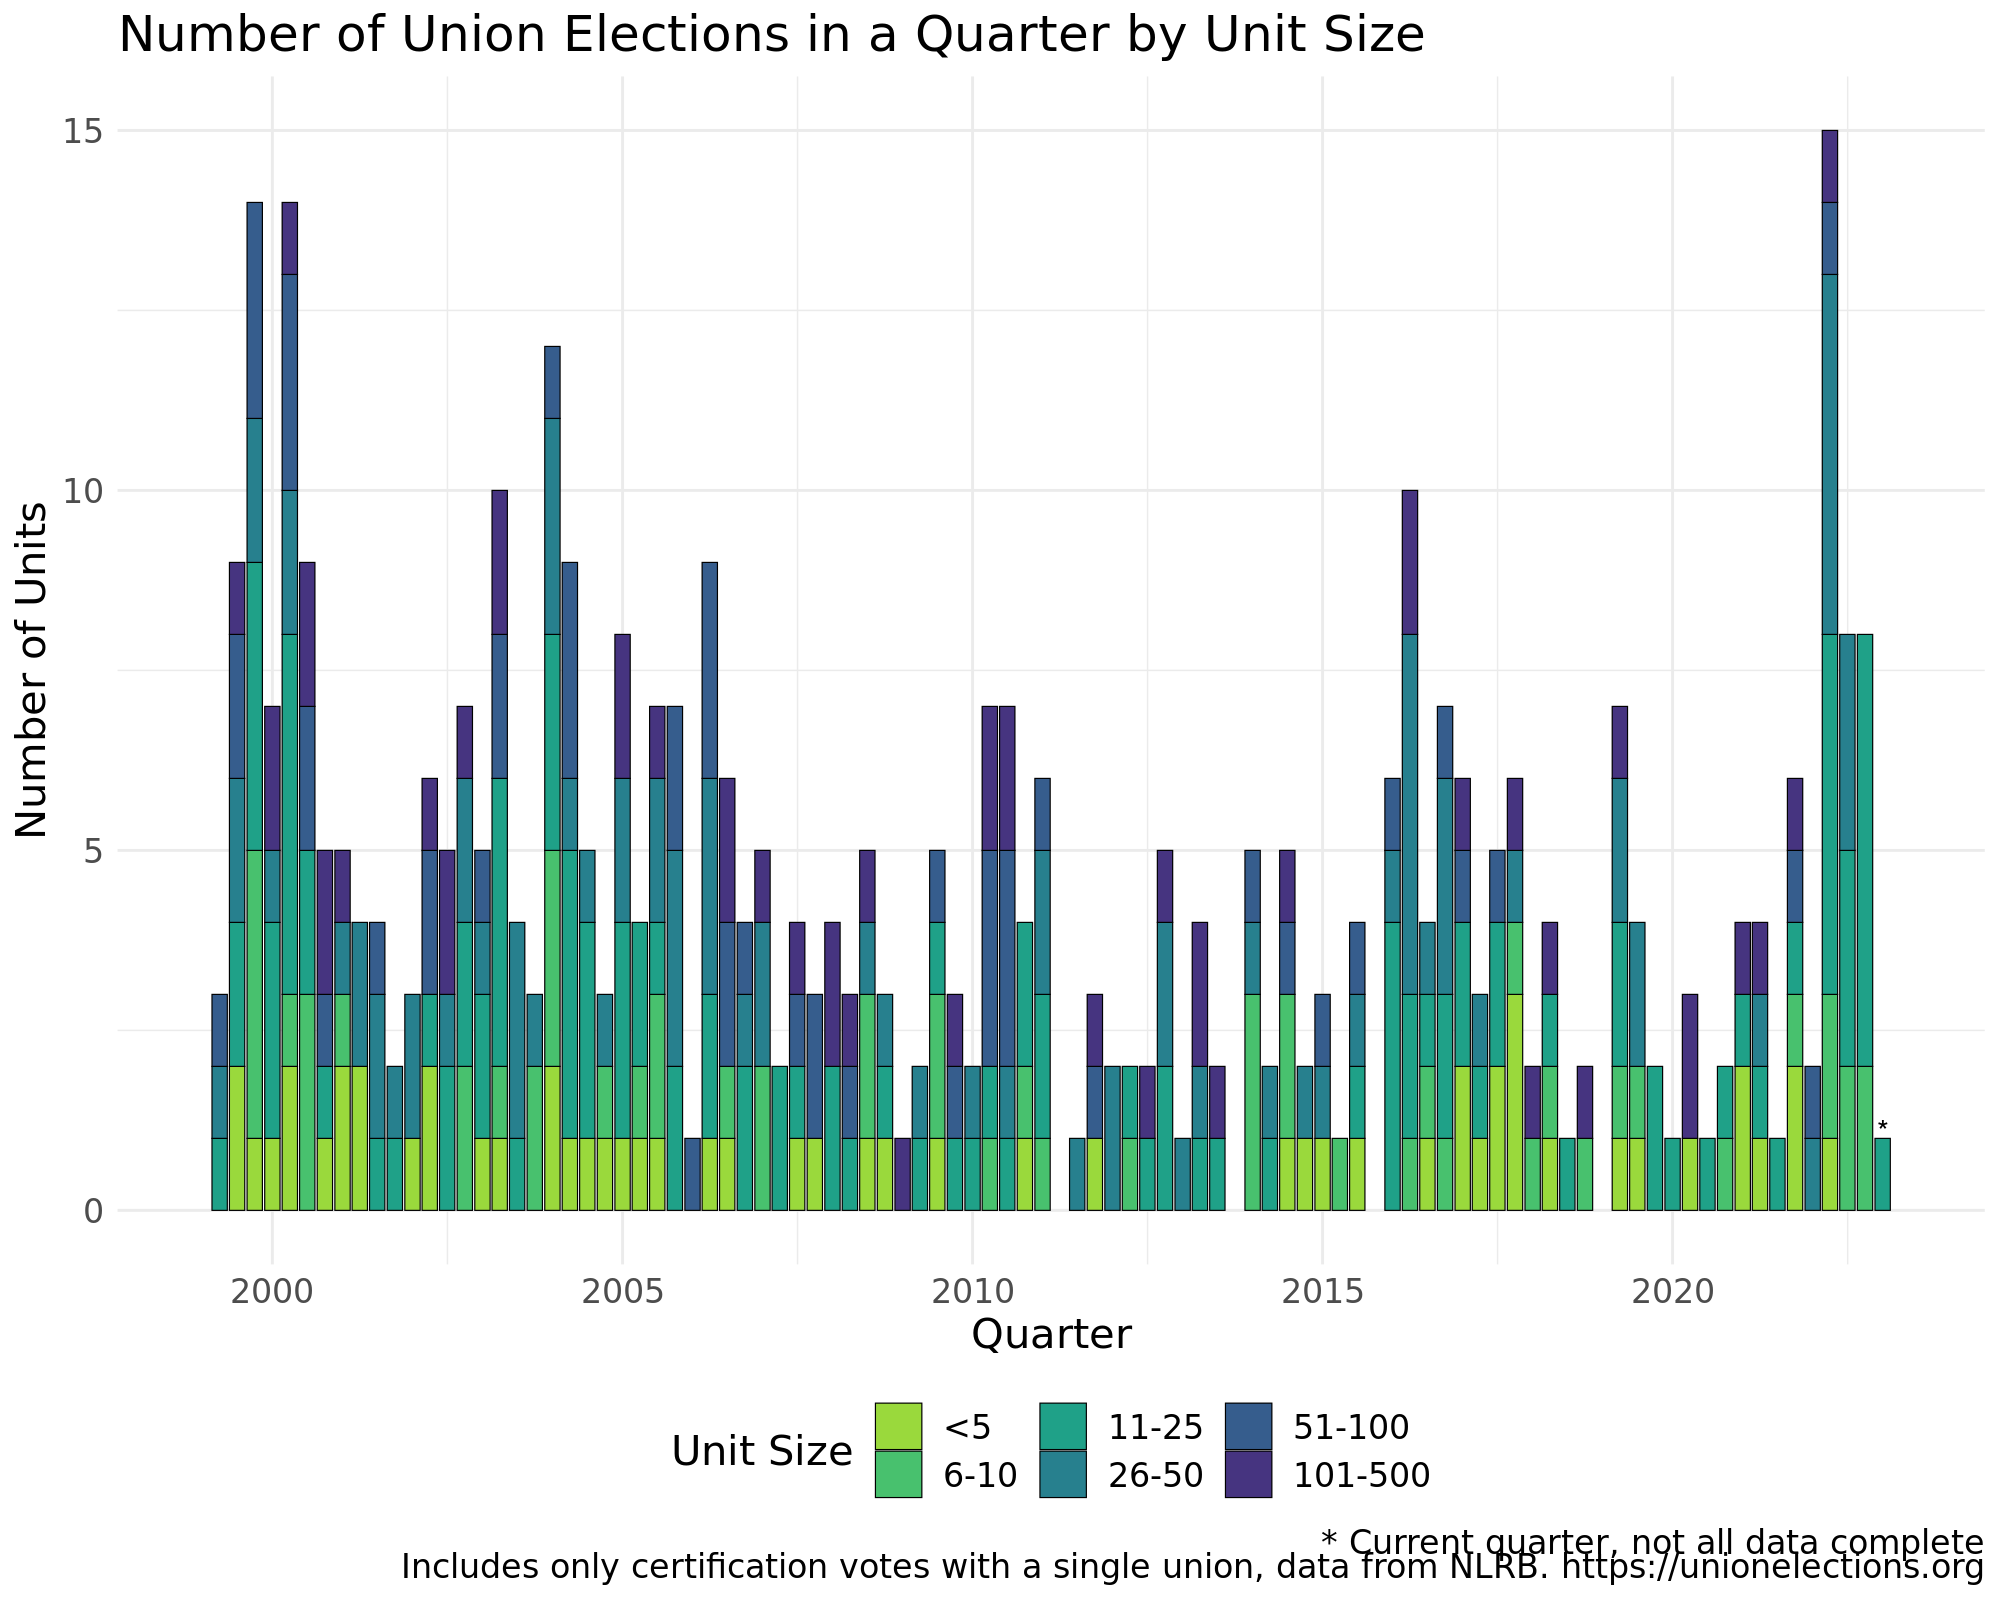 Number of Union Elections in a Quarter by Unit Size
Number of Units
15
10
5
0
*
2000 2005 2010 2015 2020
Quarter
Unit Size
<5 11-25 51-100
6-10 26-50 101-500
* Current quarter, not all data complete
Includes only certification votes with a single union, data from NLRB. https://unionelections.org